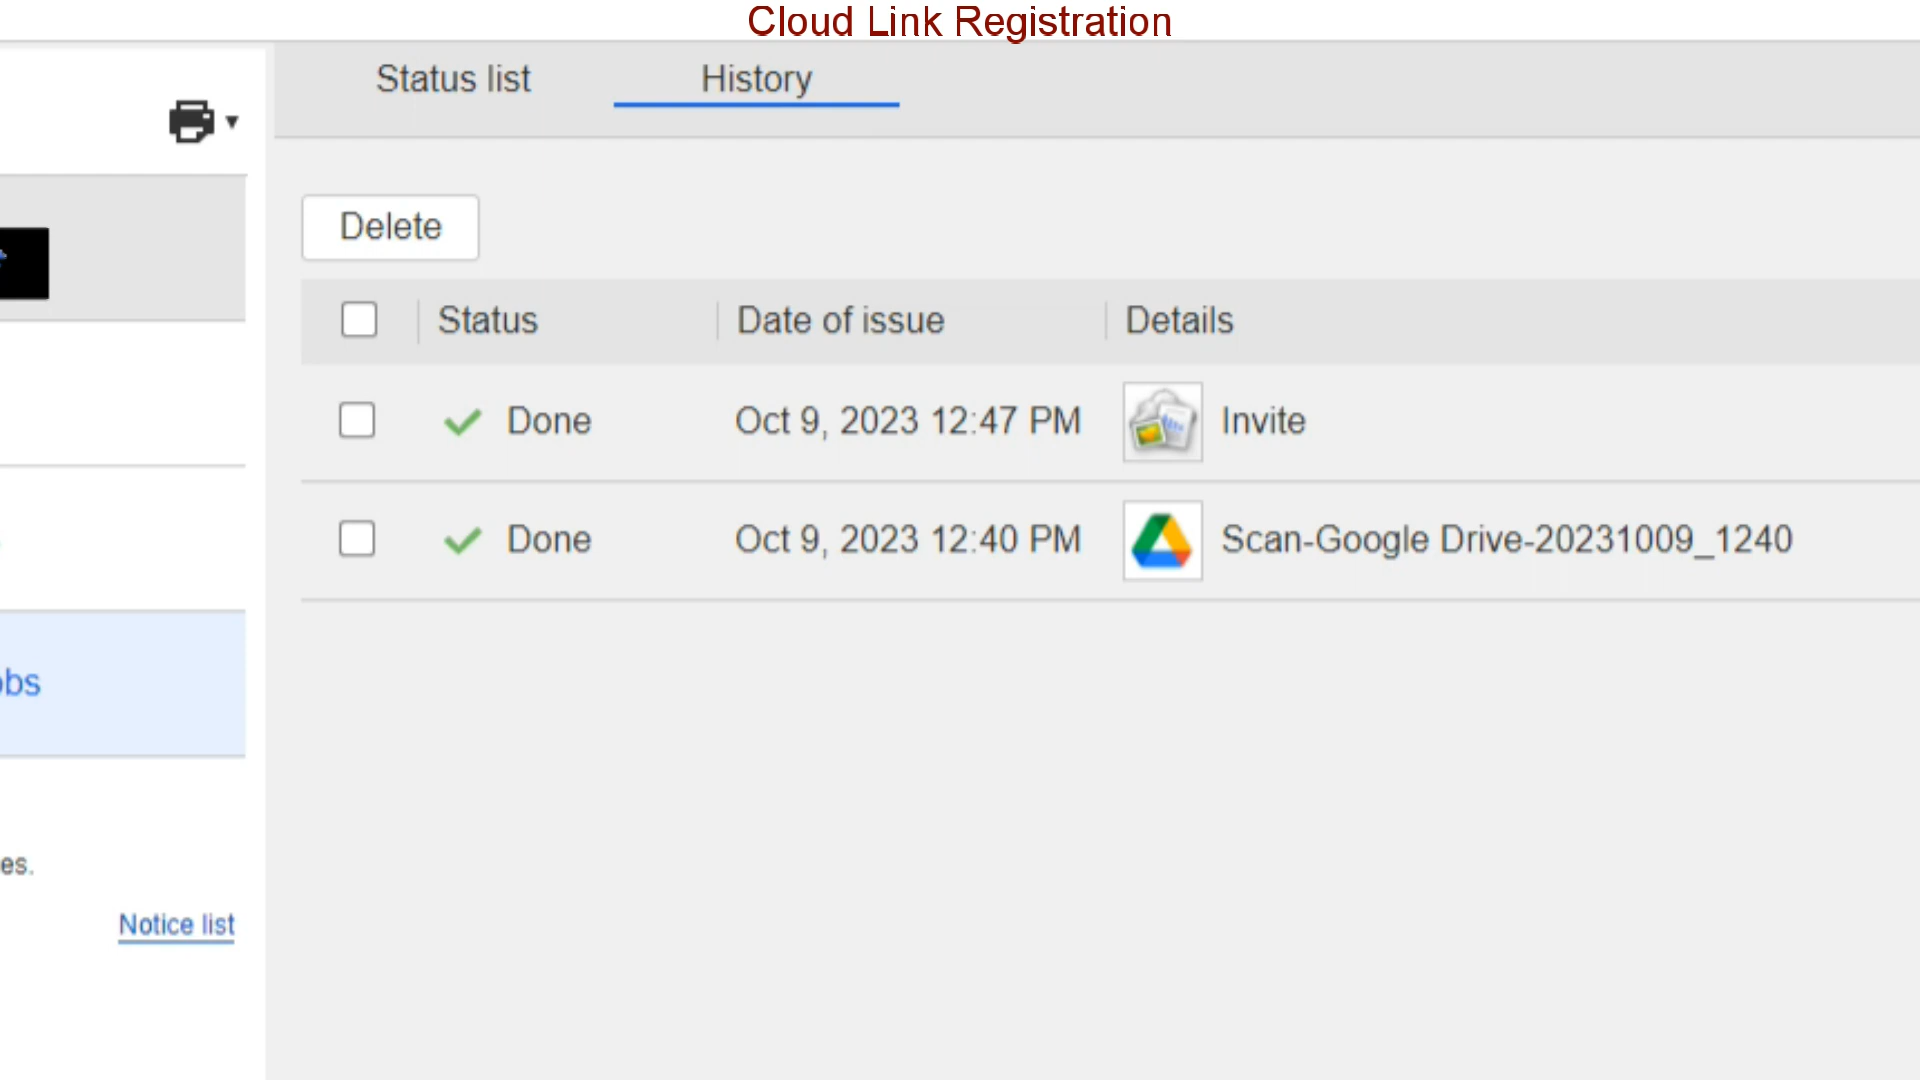 Cloud Link Registration
Status list History
Delete
Status Date of issue Details
Done Oct 9, 2023 12:47 PM Invite
Done Oct 9, 2023 12:40 PM Scan-Google Drive-20231009_1240
obs
es.
Notice list